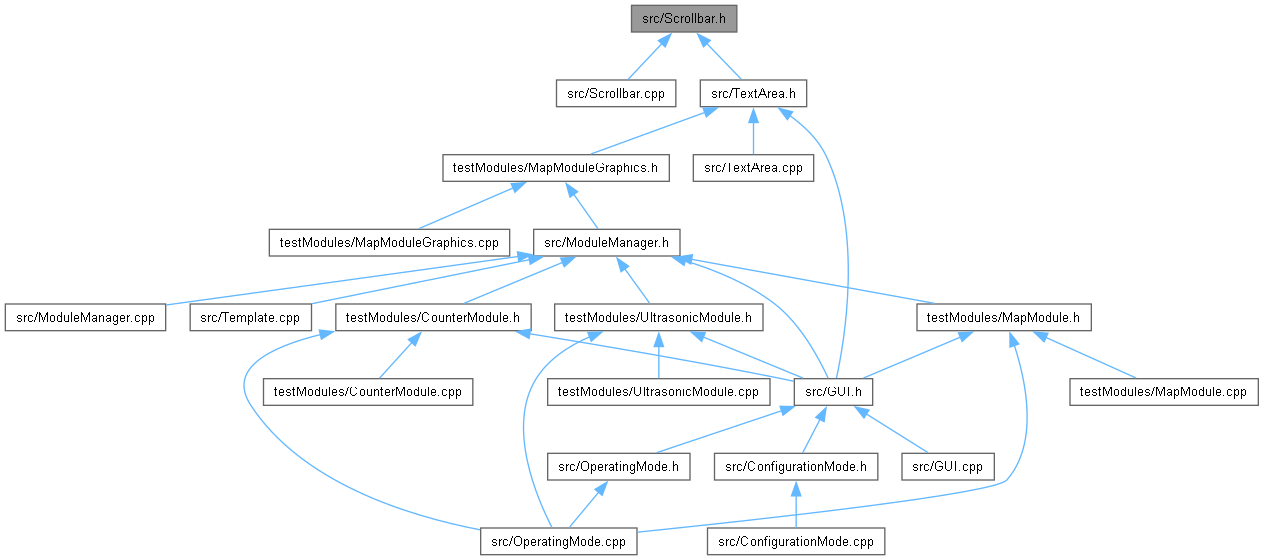 src/Scrollbar.h
src/Scrollbar.cpp
src/TextArea.h
testModules/MapModuleGraphics.h
src/TextArea.cpp
testModules/MapModuleGraphics.cpp
src/ModuleManager.h
src/ModuleManager.cpp
src/Template.cpp
testModules/CounterModule.h
testModules/UltrasonicModule.h
testModules/MapModule.h
testModules/CounterModule.cpp
testModules/UltrasonicModule.cpp
src/GUI.h
testModules/MapModule.cpp
src/OperatingMode.h
src/ConfigurationMode.h
src/GUI.cpp
src/OperatingMode.cpp
src/ConfigurationMode.cpp